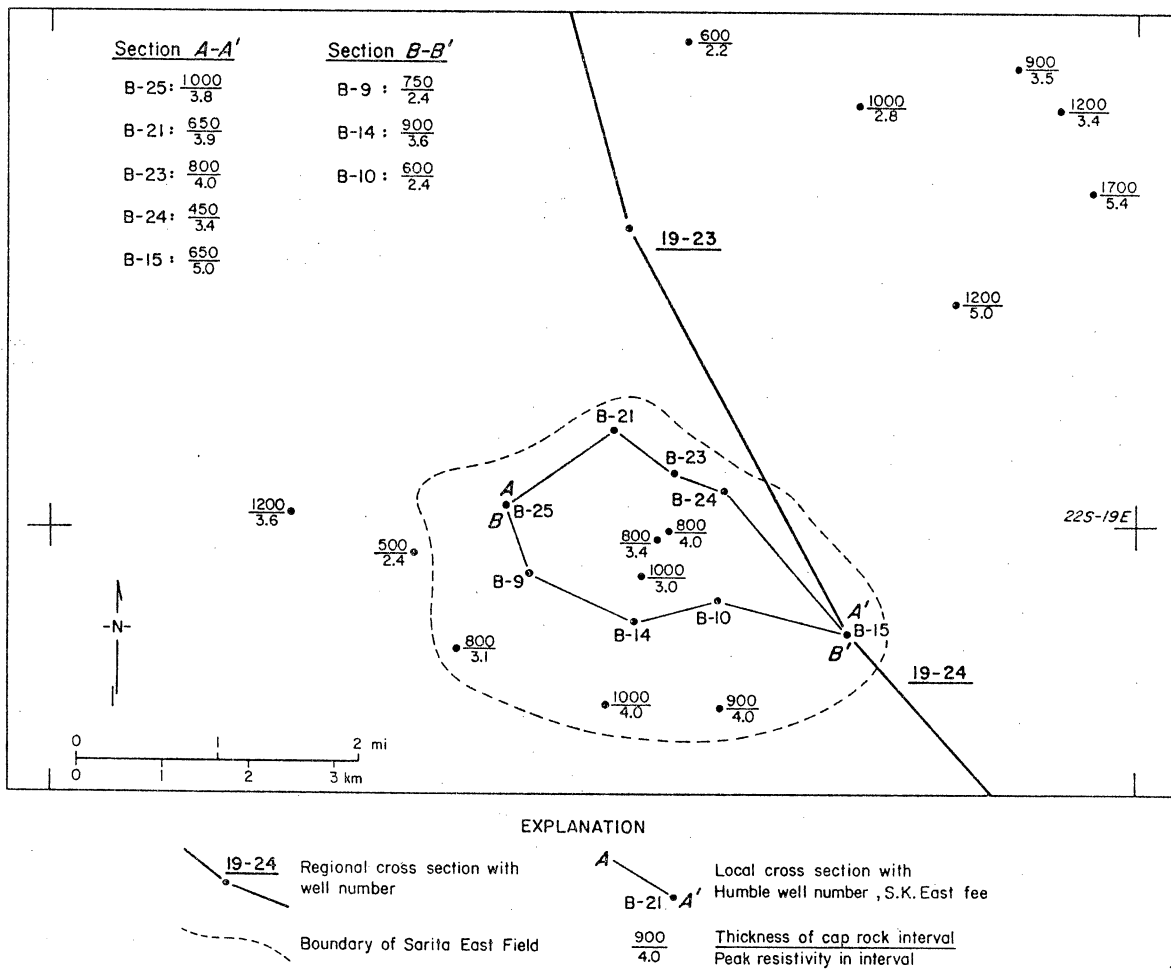 Section A-A'
B-25: 1000
3.8
B-21: 650
3.9
B-23: 800
4.0
B-24: 450
3.4
B-15: 650
5.0
Section B-B'
B-9: 750
2.4
B-14: 900
3.6
B-10: 600
2.4
600
2.2
900
3.5
1000
2.8
1200
3.4
1700
5.4
19-23
1200
5.0
B-21
B-23
B-24
A
B
B-25
1200
3.6
22S-19E
800
4.0
800
3.4
500
2.4
1000
3.0
B-9
B-10
B-14
A'
B-15
B'
-N-
800
3.1
19-24
1000
4.0
900
4.0
0 1 2 mi
0 1 2 3 km
EXPLANATION
19-24
Regional cross section with
well number
A
B-21 A'
Local cross section with
Humble well number, S.K. East fee
Boundary of Sarita East Field
900
4.0
Thickness of cap rock interval
Peak resistivity in interval